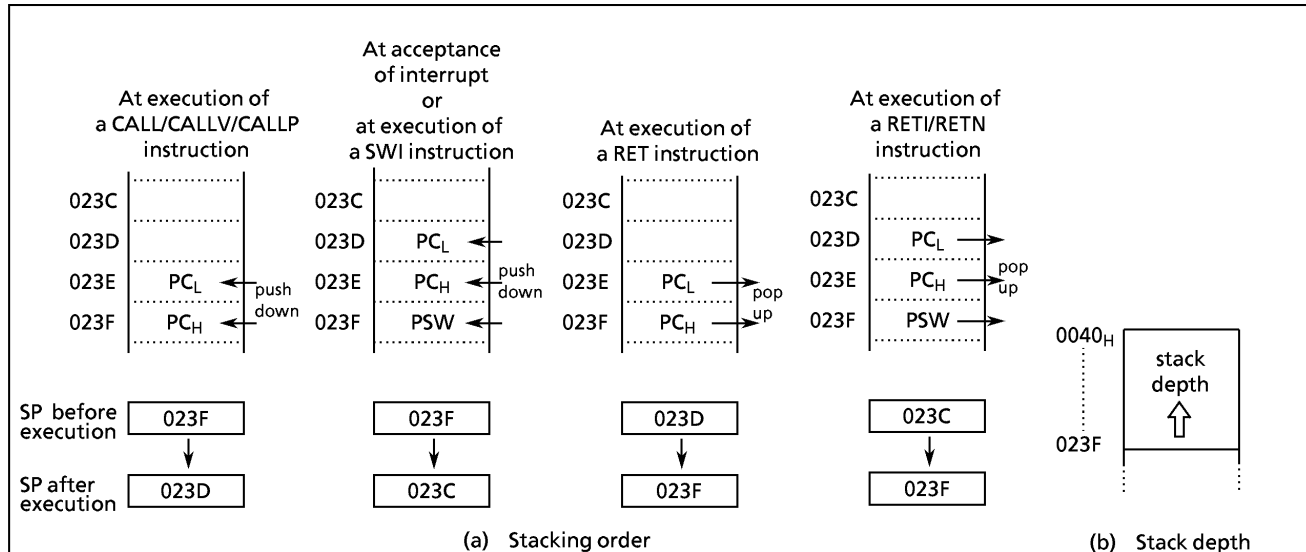 At execution of
a CALL/CALLV/CALLP
instruction
023C
023D
023E PCL push
023F PCH down
At acceptance
of interrupt
or
at execution of
a SWI instruction
023C
023D PCL
023E PCH push
023F PSW down
At execution of
a RET instruction
023C
023D
023E PCL pop
023F PCH up
At execution of
a RETI/RETN
instruction
023C
023D PCL
023E PCH pop
023F PSW up
SP before
execution
023F 023F 023D 023C
SP after
execution
023D 023C 023F 023F
(a) Stacking order
0040H
stack
depth
023F
(b) Stack depth